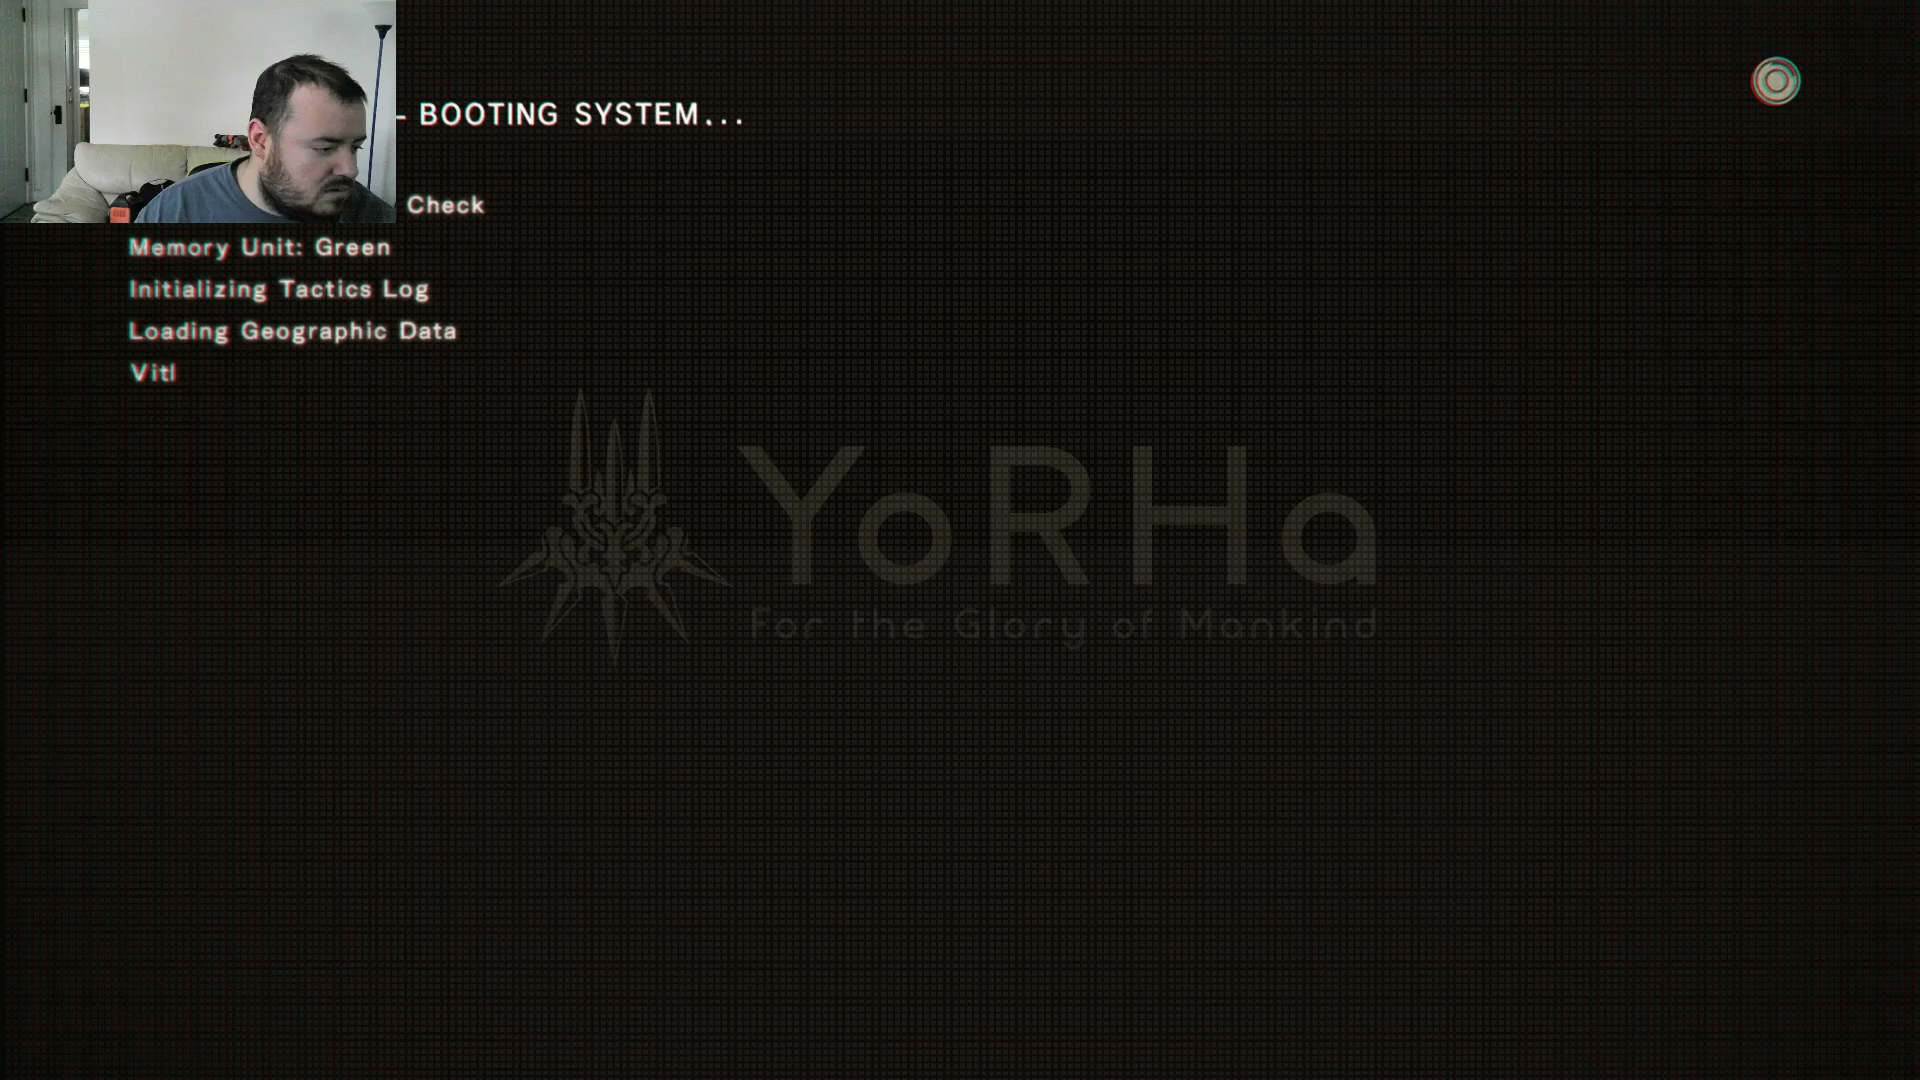 - BOOTING SYSTEM...
Check
Memory Unit: Green
Initializing Tactics Log
Loading Geographic Data
Vitl
YoRHa
For the Glory of Mankind